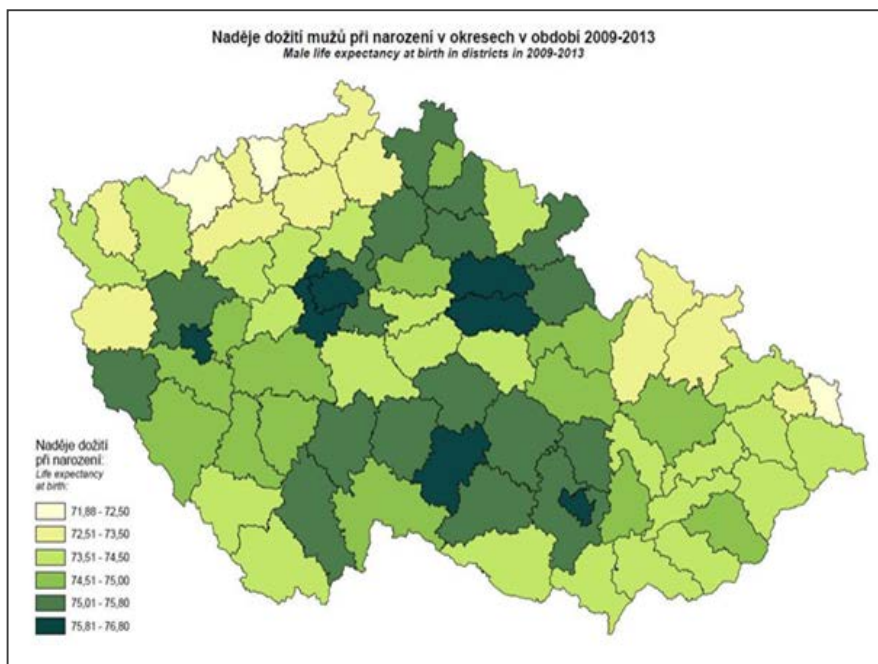 Naděje dožití mužů při narození v okresech v období 2009-2013
Male life expectancy at birth in districts in 2009-2013
Naděje dožití
při narození:
Life expectancy
at birth:
71,88 - 72,50
72,51 - 73,50
73,51 - 74,50
74,51 - 75,00
75,01 - 75,80
75,81 - 76,80